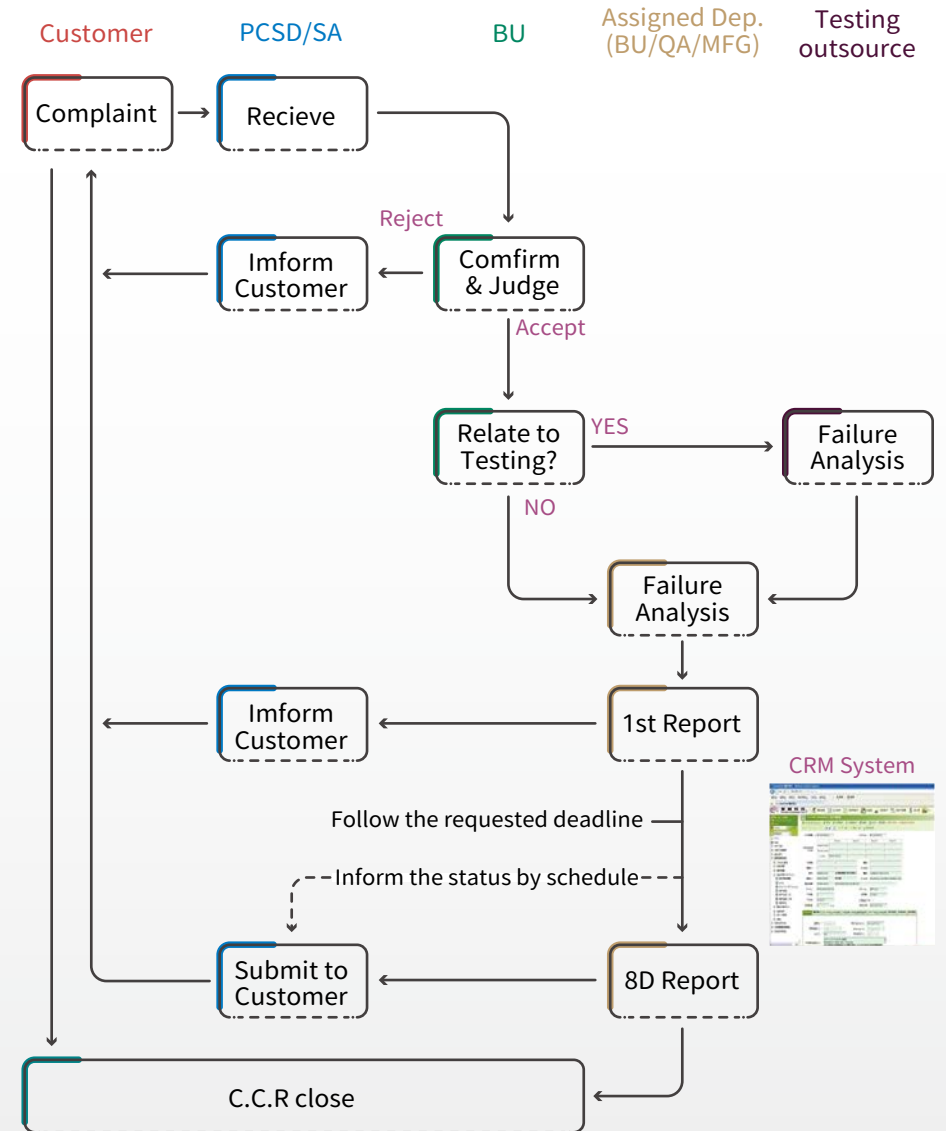 Customer
PCSD/SA
BU
Assigned Dep.
(BU/QA/MFG)
Testing
outsource
Complaint
Recieve
Reject
Imform
Customer
Comfirm
& Judge
Accept
Relate to
Testing?
YES
Failure
Analysis
NO
Failure
Analysis
Imform
Customer
1st Report
CRM System
Follow the requested deadline
Inform the status by schedule
Submit to
Customer
8D Report
C.C.R close